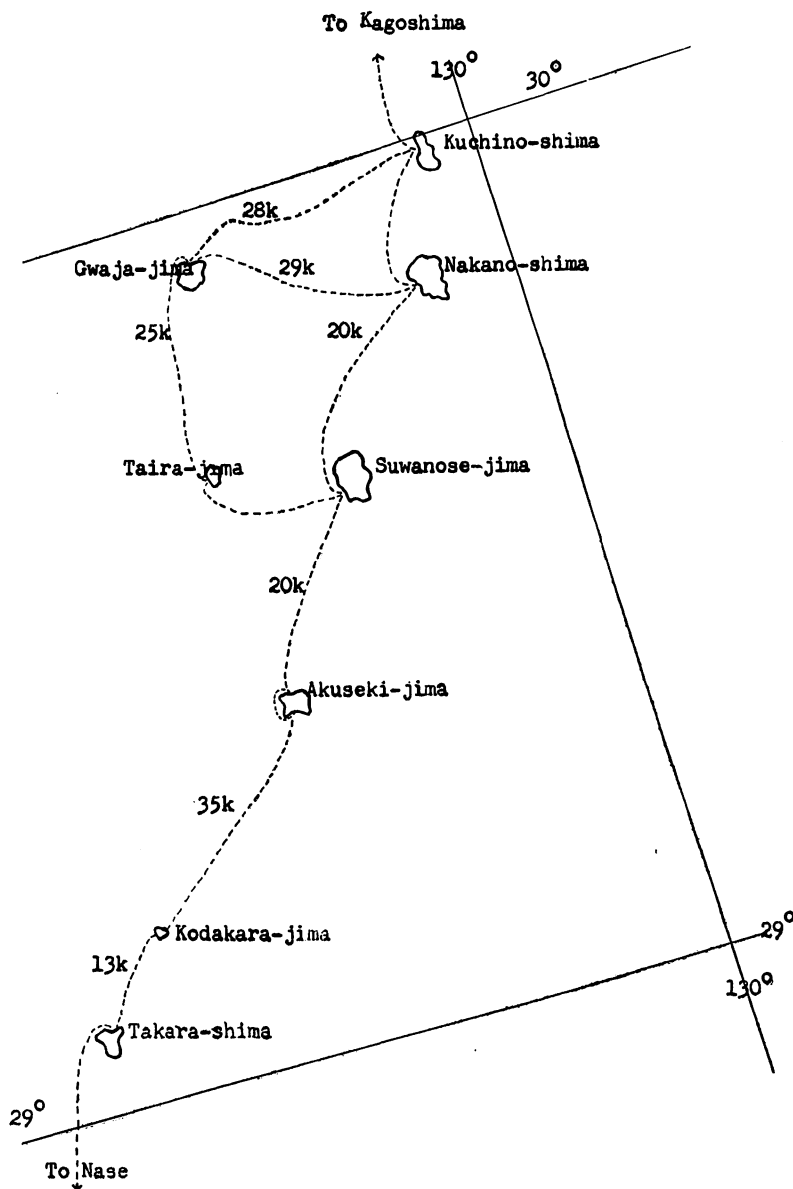 To Kagoshima
130°
30°
Kuchino-shima
28k
Gwaja-jima
29k
Nakano-shima
25k
20k
Taira-jima
Suwanose-jima
20k
Akuseki-jima
35k
Kodakara-jima
29°
13k
130°
Takara-shima
29°
To Nase